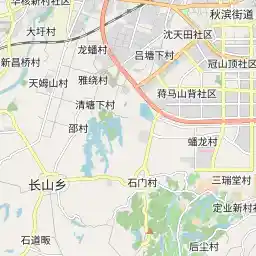 华核新村社区
秋滨街道
大坪村
沈天田社区
龙蟠村
吕塘下村
新昌桥村
冠山顶社区
雅绕村
天姆山村
荷马山背社区
清塘下村
邵村
蟠龙村
长山乡
石门村
三瑞堂村
定业新村社
石道畈
后尘村